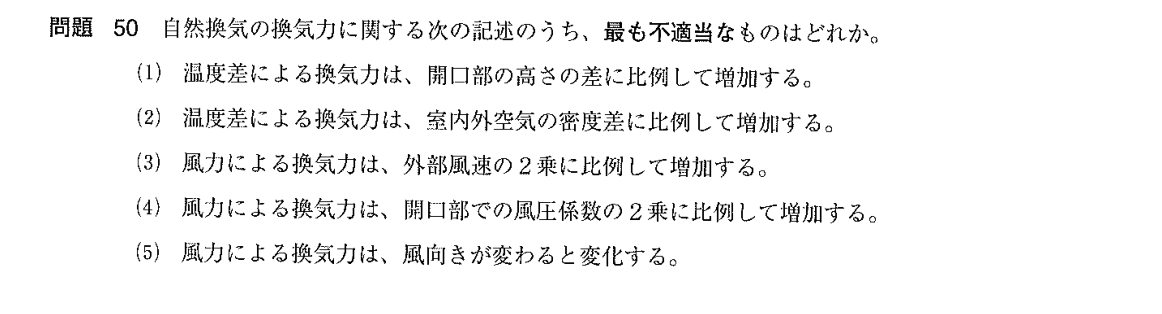 問題 50 自然換気の換気力に関する次の記述のうち、最も不適当なものはどれか。
(1) 温度差による換気力は、開口部の高さの差に比例して増加する。
(2) 温度差による換気力は、室内外空気の密度差に比例して増加する。
(3) 風力による換気力は、外部風速の２乗に比例して増加する。
(4) 風力による換気力は、開口部での風圧係数の２乗に比例して増加する。
(5) 風力による換気力は、風向きが変わると変化する。